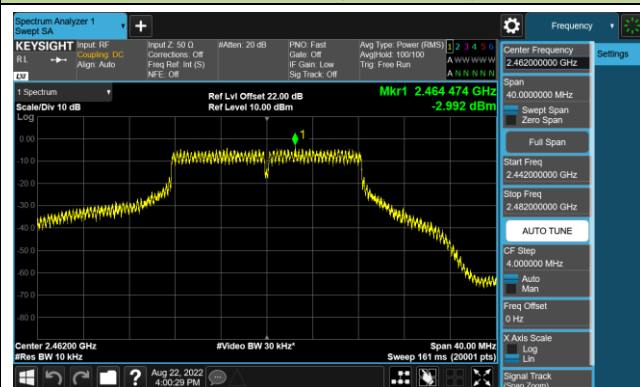 Spectrum Analyzer 1
Swept SA
Frequency
KEYSIGHT
RL
LXI
Input: RF
Coupling: DC
Align: Auto
Input Z: 50 Ω
Corrections: Off
Freq Ref: Int (S)
NFE: Off
#Atten: 20 dB
PNO: Fast
Gate: Off
IF Gain: Low
Sig Track: Off
Avg Type: Power (RMS)
Avg|Hold: 100/100
Trig: Free Run
1 2 3 4 5 6
A W W W W W
A N N N N N
1 Spectrum
Scale/Div 10 dB
Log
Ref Lvl Offset 22.00 dB
Ref Level 10.00 dBm
Mkr1 2.464 474 GHz
-2.992 dBm
1
0.00
-10.0
-20.0
-30.0
-40.0
-50.0
-60.0
-70.0
-80.0
Center 2.46200 GHz
#Res BW 10 kHz
#Video BW 30 kHz*
Span 40.00 MHz
Sweep 161 ms (20001 pts)
Aug 22, 2022
4:00:29 PM
Center Frequency
2.462000000 GHz
Settings
Span
40.0000000 MHz
Swept Span
Zero Span
Full Span
Start Freq
2.442000000 GHz
Stop Freq
2.482000000 GHz
AUTO TUNE
CF Step
4.000000 MHz
Auto
Man
Freq Offset
0 Hz
X Axis Scale
Log
Lin
Signal Track
(Span Zoom)